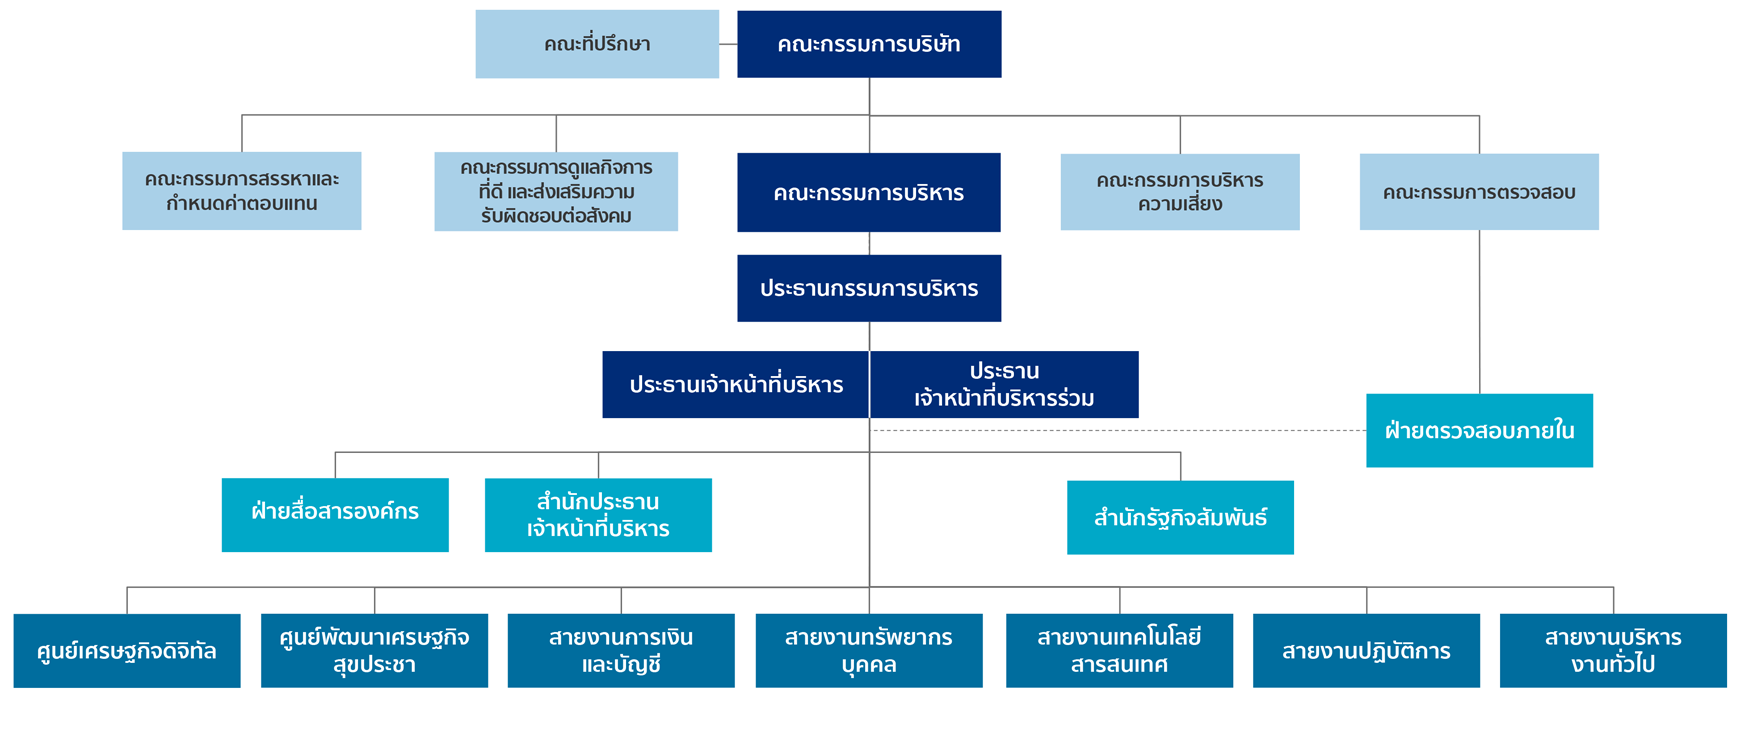 คณะที่ปรึกษา
คณะกรรมการบริษัท
คณะกรรมการสรรหาและ
กำหนดค่าตอบแทน
คณะกรรมการดูแลกิจการ
ที่ดี และส่งเสริมความ
รับผิดชอบต่อสังคม
คณะกรรมการบริหาร
คณะกรรมการบริหาร
ความเสี่ยง
คณะกรรมการตรวจสอบ
ประธานกรรมการบริหาร
ประธานเจ้าหน้าที่บริหาร
ประธาน
เจ้าหน้าที่บริหารร่วม
ฝ่ายตรวจสอบภายใน
ฝ่ายสื่อสารองค์กร
สำนักประธาน
เจ้าหน้าที่บริหาร
สำนักรัฐกิจสัมพันธ์
ศูนย์เศรษฐกิจดิจิทัล
ศูนย์พัฒนาเศรษฐกิจ
สุขประชา
สายงานการเงิน
และบัญชี
สายงานทรัพยากร
บุคคล
สายงานเทคโนโลยี
สารสนเทศ
สายงานปฏิบัติการ
สายงานบริหาร
งานทั่วไป